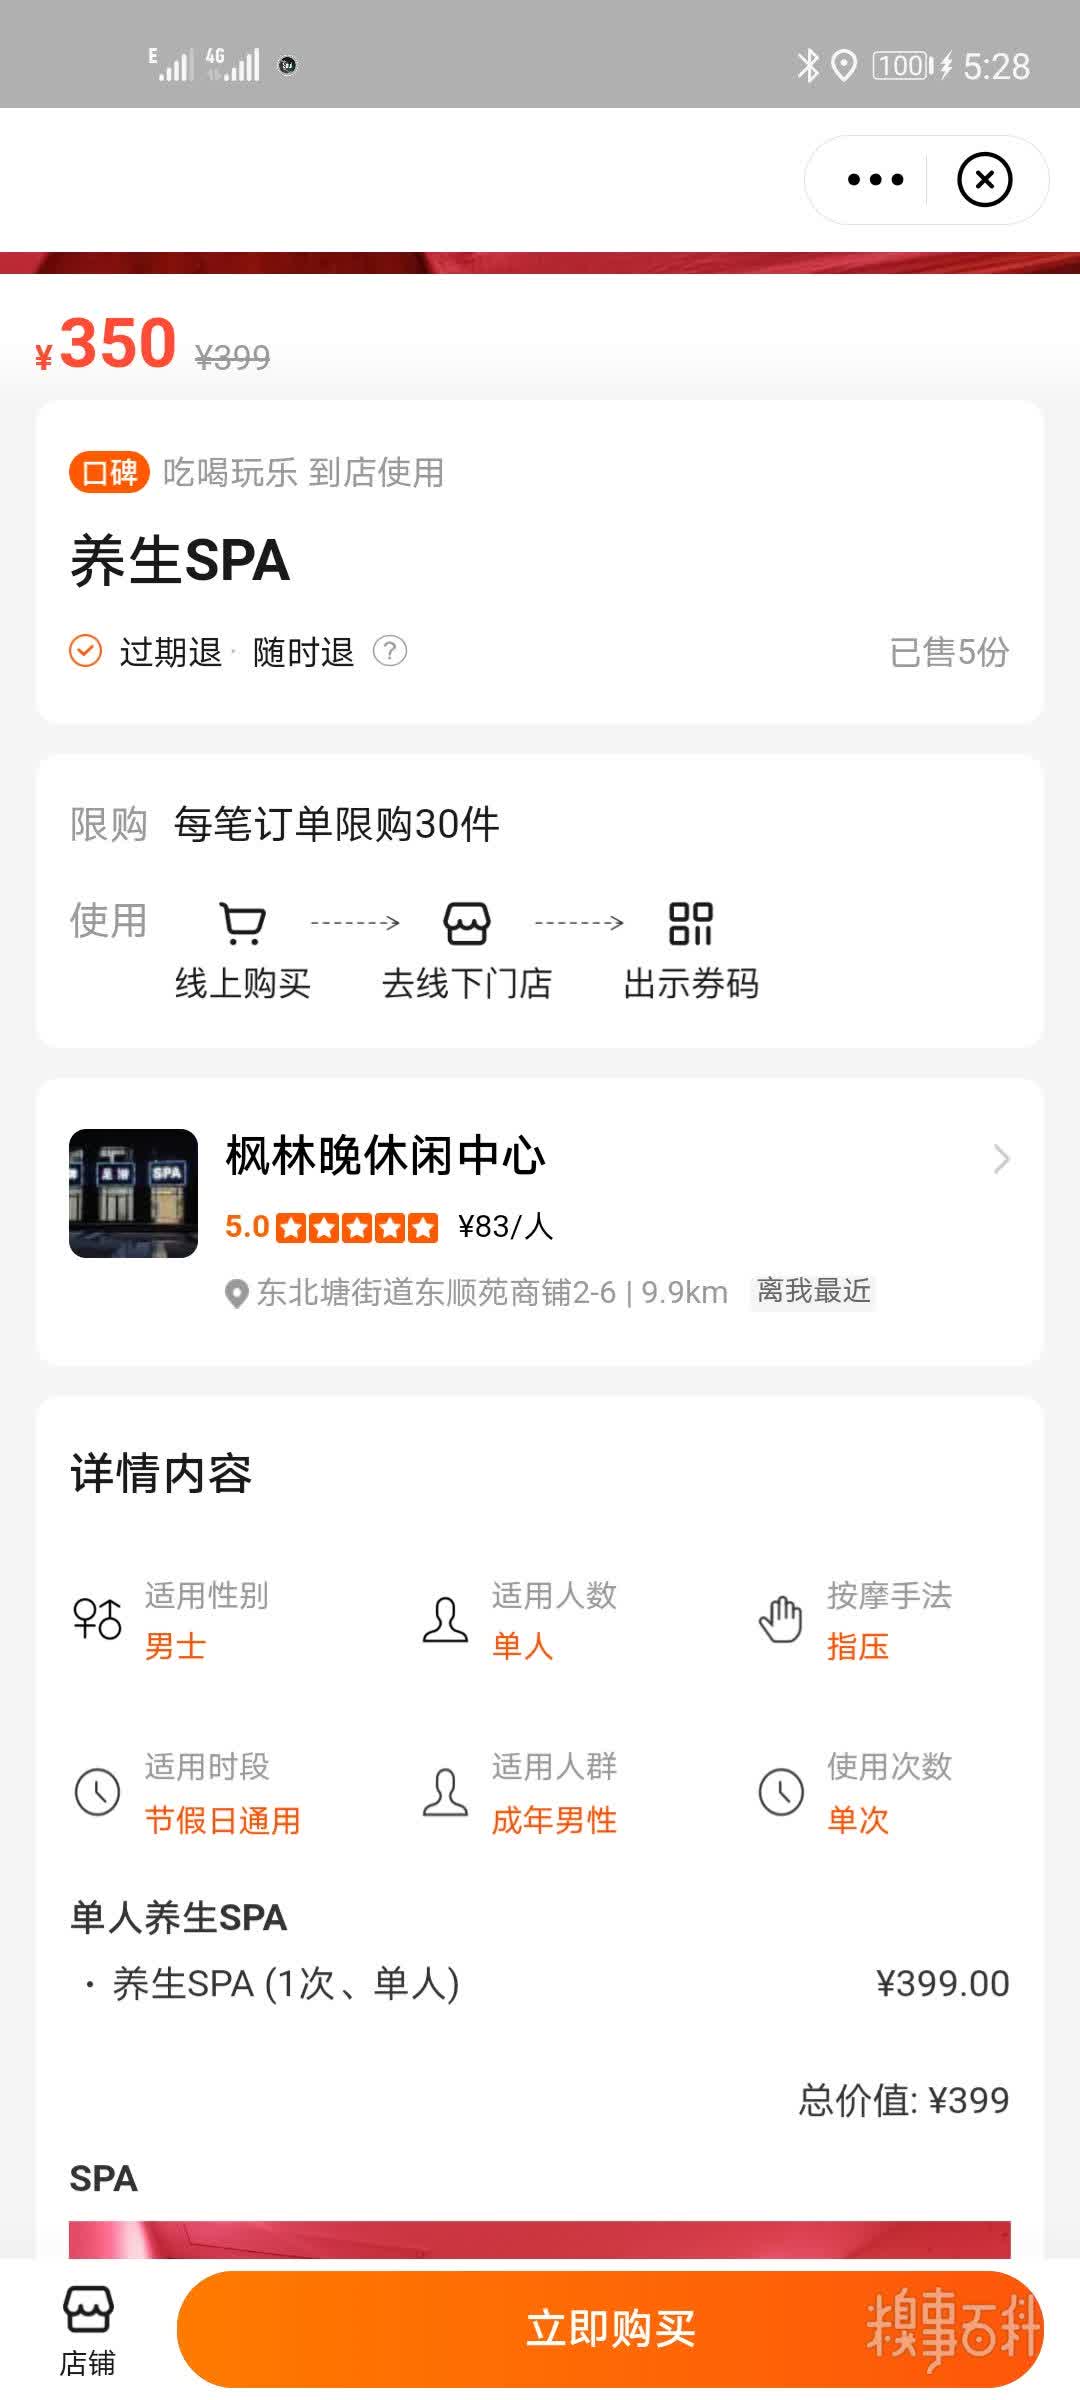 E 4G 100 5:28
¥350 ¥399
口碑 吃喝玩乐 到店使用
养生SPA
过期退 · 随时退 ? 已售5份
限购 每笔订单限购30件
使用
线上购买 去线下门店 出示券码
枫林晚休闲中心
SPA
5.0 ¥83/人
东北塘街道东顺苑商铺2-6 | 9.9km 离我最近
详情内容
适用性别 适用人数 按摩手法
男士 单人 指压
适用时段 适用人群 使用次数
节假日通用 成年男性 单次
单人养生SPA
· 养生SPA (1次、单人) ¥399.00
总价值: ¥399
SPA
店铺
立即购买
糗事百科